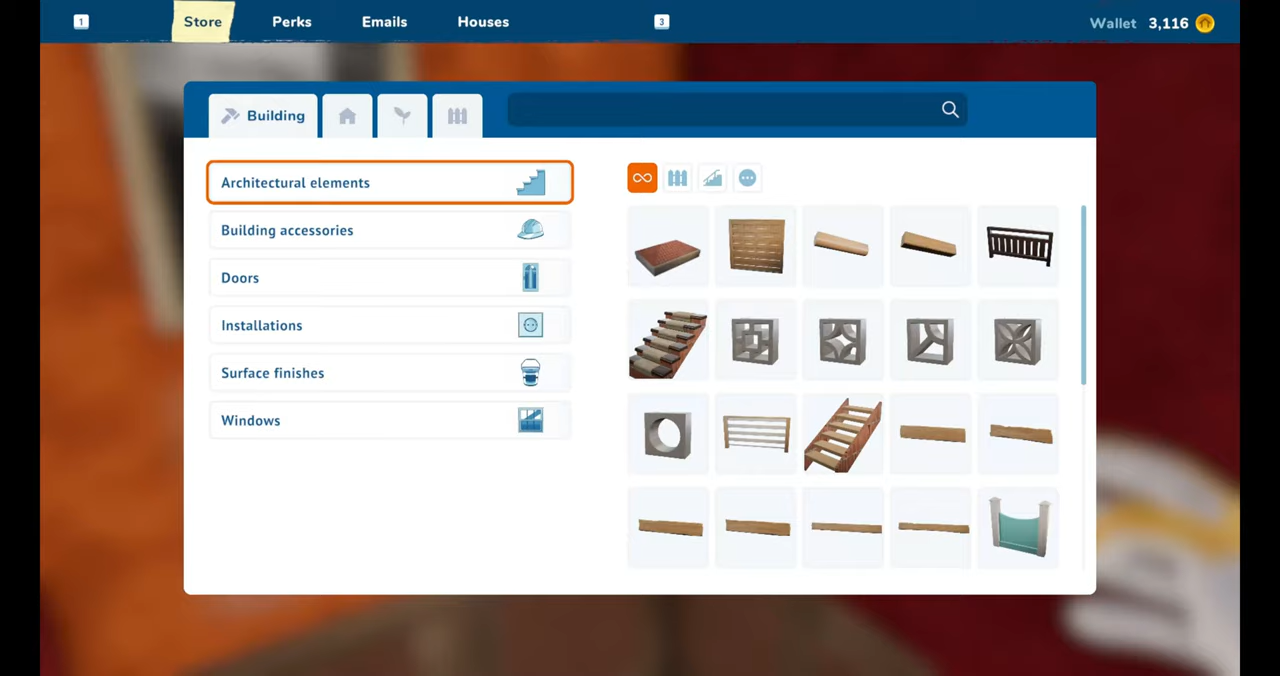 1 Store Perks Emails Houses 3 Wallet 3,116
Building
Architectural elements
Building accessories
Doors
Installations
Surface finishes
Windows